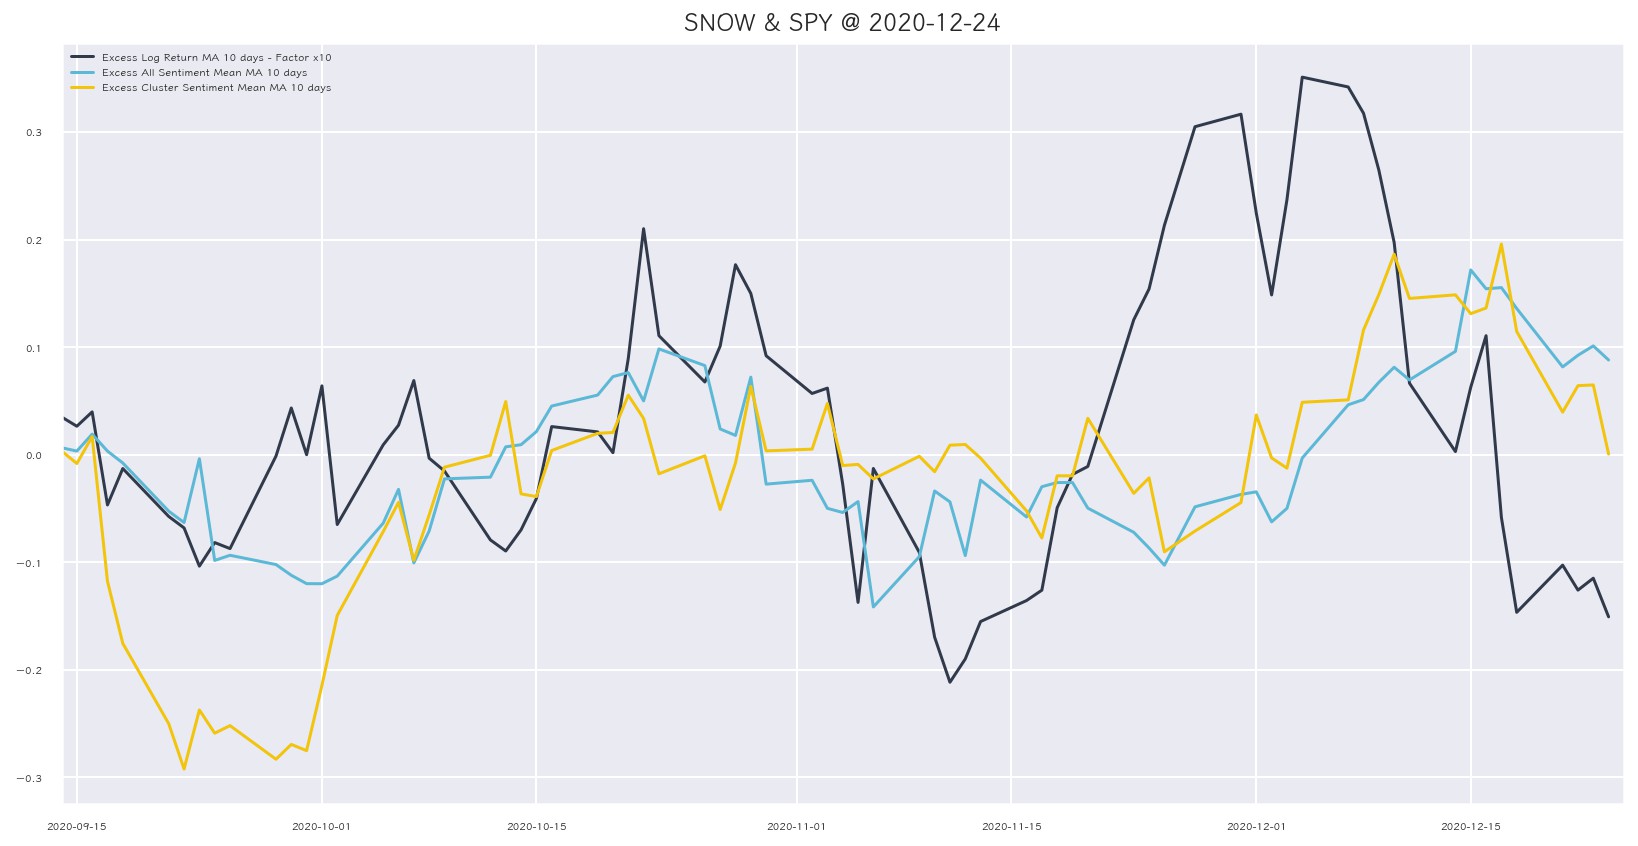 SNOW & SPY @ 2020-12-24
Excess Log Return MA 10 days - Factor x10
Excess All Sentiment Mean MA 10 days
Excess Cluster Sentiment Mean MA 10 days
0.3
0.2
0.1
0.0
−0.1
−0.2
−0.3
2020-09-15 2020-10-01 2020-10-15 2020-11-01 2020-11-15 2020-12-01 2020-12-15